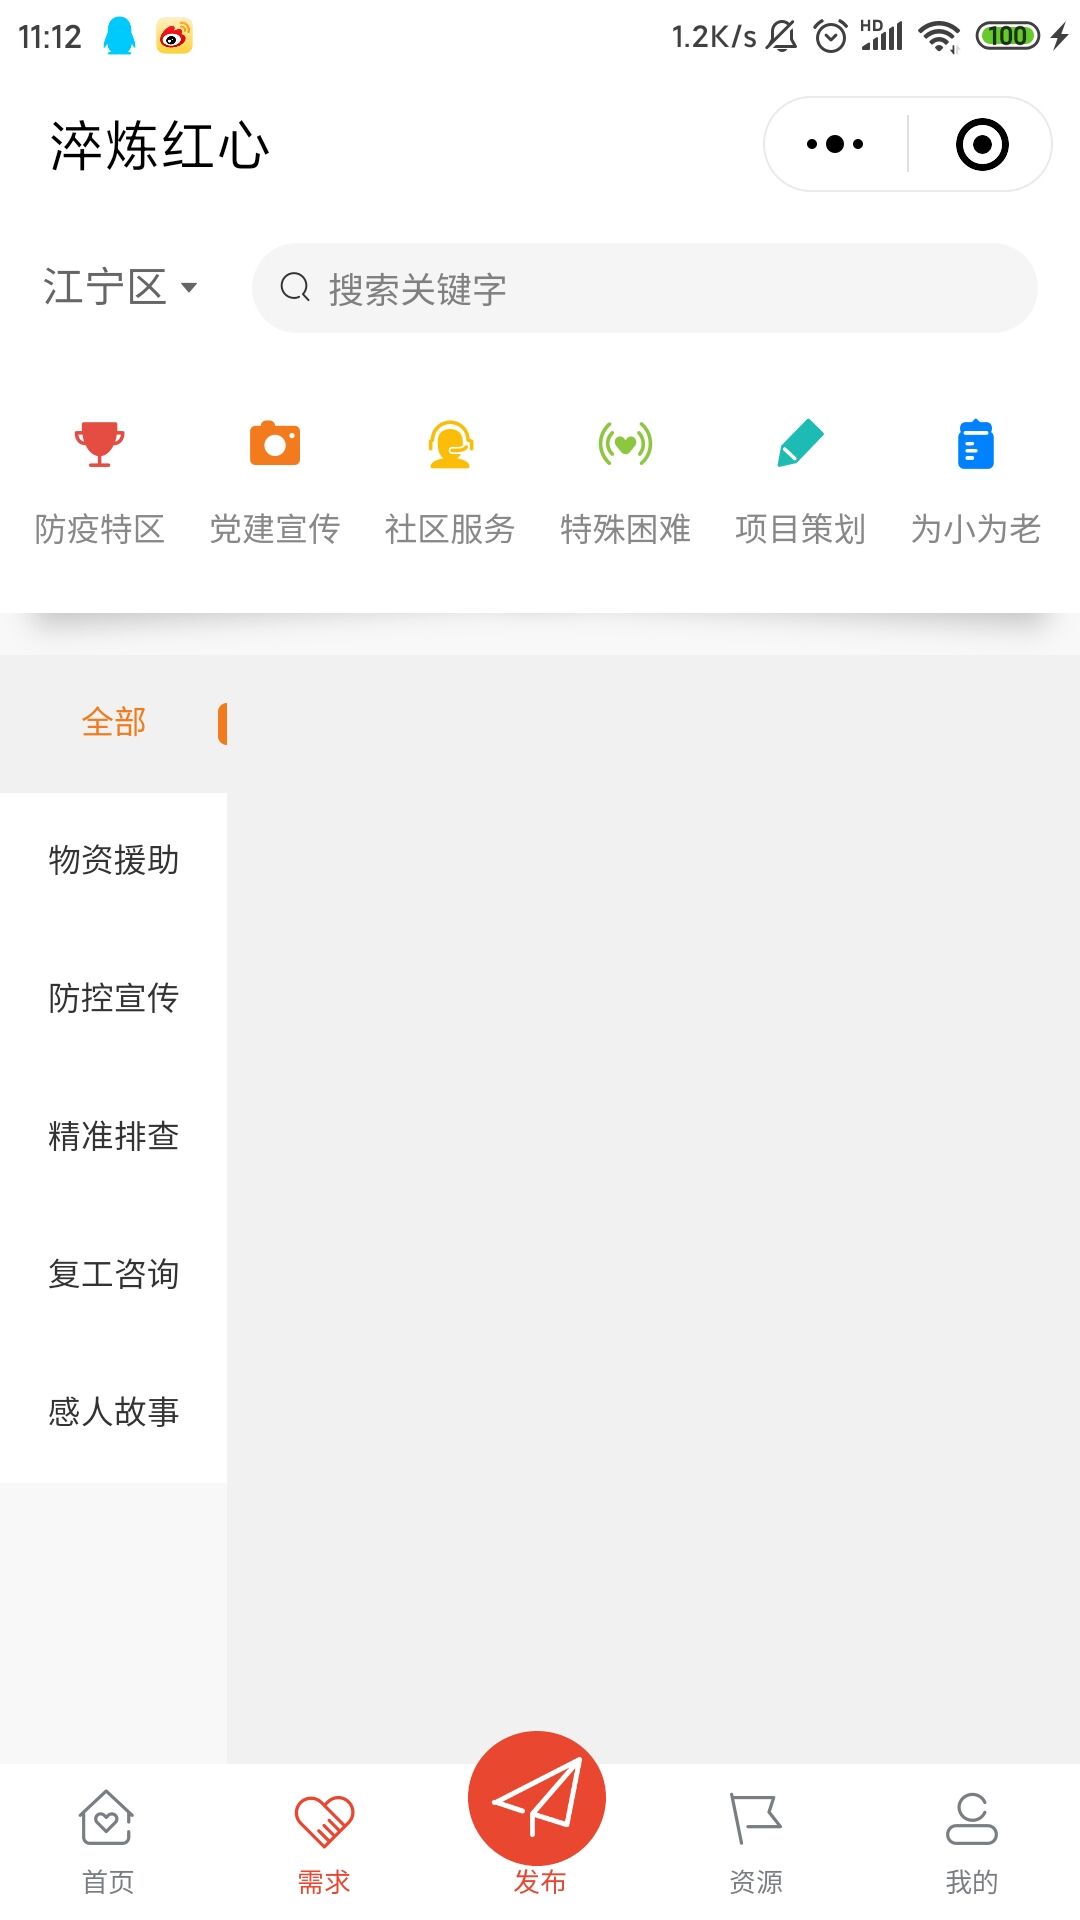 11:12 1.2K/s HD 100
淬炼红心
江宁区 搜索关键字
防疫特区 党建宣传 社区服务 特殊困难 项目策划 为小为老
全部
物资援助
防控宣传
精准排查
复工咨询
感人故事
首页 需求 发布 资源 我的